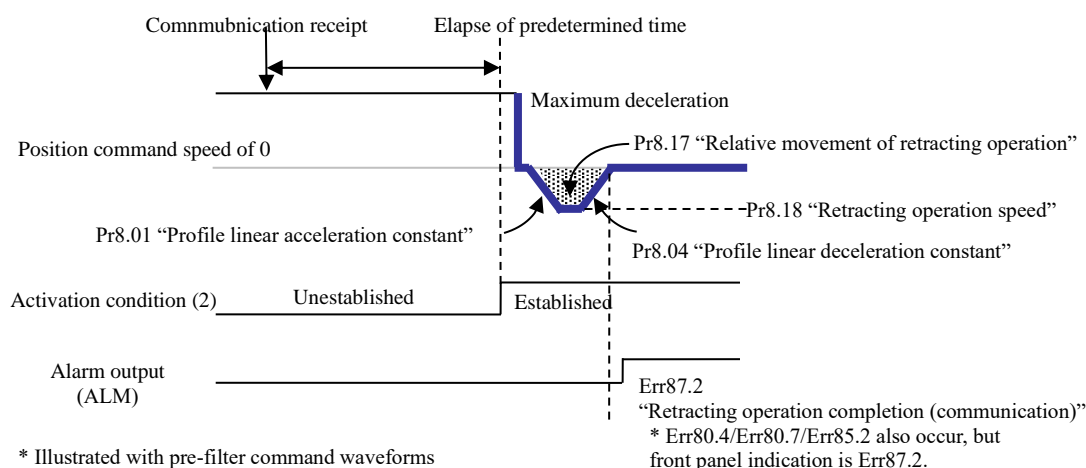 Comnmubnication receipt
Elapse of predetermined time
Maximum deceleration
Pr8.17 “Relative movement of retracting operation”
Position command speed of 0
Pr8.18 “Retracting operation speed”
Pr8.01 “Profile linear acceleration constant”
Pr8.04 “Profile linear deceleration constant”
Activation condition (2)
Unestablished
Established
Alarm output
(ALM)
Err87.2
“Retracting operation completion (communication)”
* Err80.4/Err80.7/Err85.2 also occur, but
front panel indication is Err87.2.
* Illustrated with pre-filter command waveforms